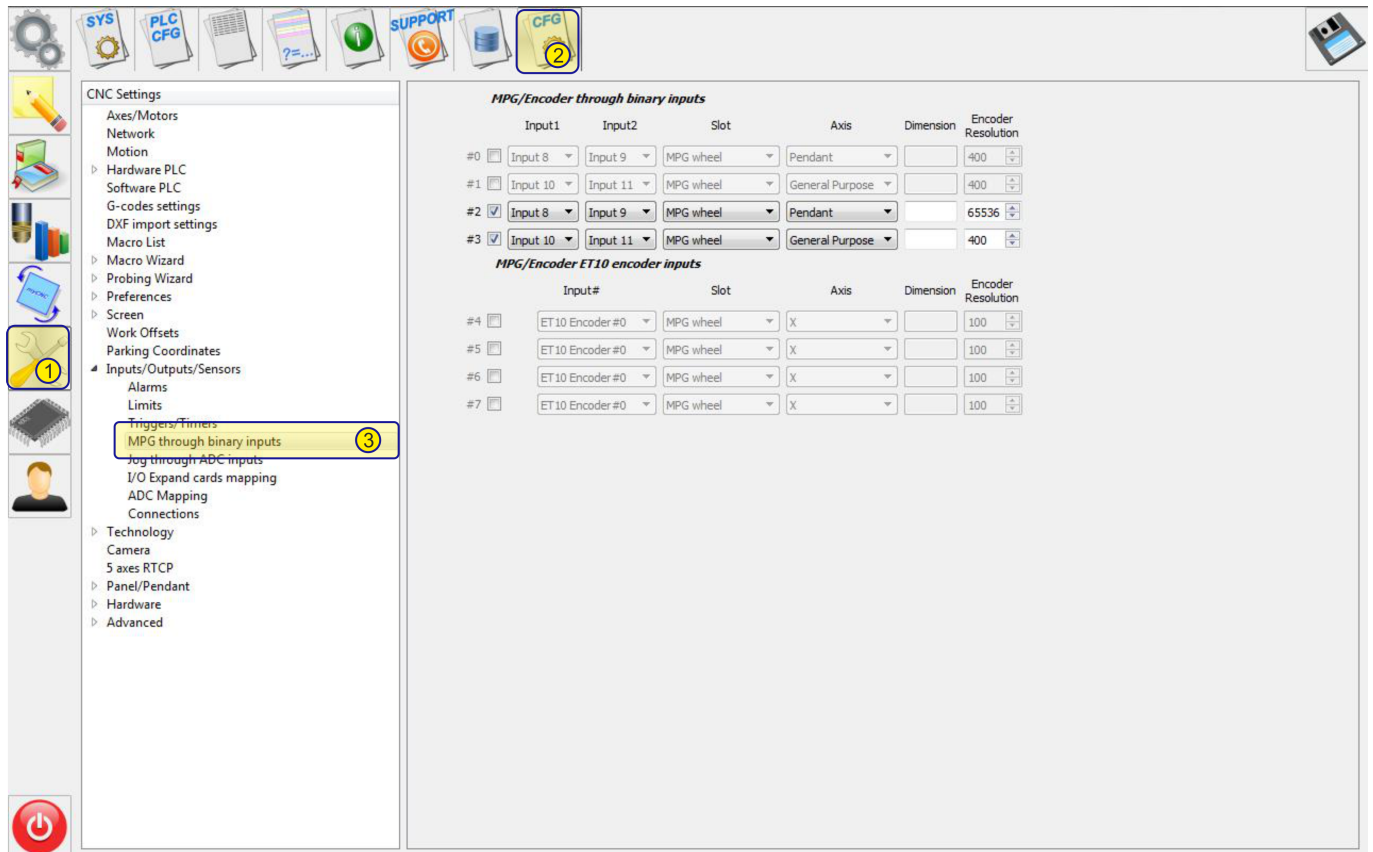 SYS
PLC
CFG
?=...
SUPPORT
CFG
2
CNC Settings
Axes/Motors
Network
Motion
Hardware PLC
Software PLC
G-codes settings
DXF import settings
Macro List
Macro Wizard
Probing Wizard
Preferences
Screen
Work Offsets
Parking Coordinates
Inputs/Outputs/Sensors
Alarms
Limits
Triggers/Timers
MPG through binary inputs
3
Jog through ADC inputs
I/O Expand cards mapping
ADC Mapping
Connections
Technology
Camera
5 axes RTCP
Panel/Pendant
Hardware
Advanced
myCNC
1
MPG/Encoder through binary inputs
Input1 Input2 Slot Axis Dimension Encoder Resolution
#0 Input 8 Input 9 MPG wheel Pendant 400
#1 Input 10 Input 11 MPG wheel General Purpose 400
#2 Input 8 Input 9 MPG wheel Pendant 65536
#3 Input 10 Input 11 MPG wheel General Purpose 400
MPG/Encoder ET10 encoder inputs
Input# Slot Axis Dimension Encoder Resolution
#4 ET10 Encoder#0 MPG wheel X 100
#5 ET10 Encoder#0 MPG wheel X 100
#6 ET10 Encoder#0 MPG wheel X 100
#7 ET10 Encoder#0 MPG wheel X 100